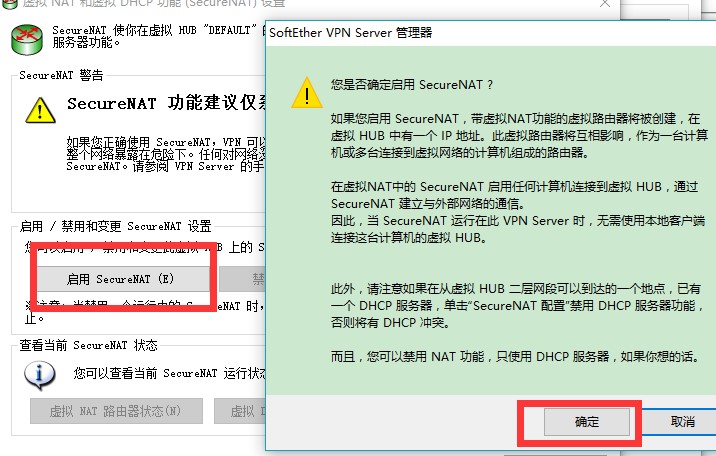 虚拟 NAT 和虚拟 DHCP 功能 (SecureNAT) 设置
SecureNAT 使你在虚拟 HUB "DEFAULT"
服务器功能。
SecureNAT 警告
SecureNAT 功能建议仅
如果您正确使用 SecureNAT，VPN 可
整个网络暴露在危险下。任何对网络
SecureNAT。请参阅 VPN Server 的手
启用 / 禁用和变更 SecureNAT 设置
您可以启用 / 禁用和变更此虚拟 HUB 上的 S
启用 SecureNAT (E)
禁
※注意：当禁用一个运行中的 SecureNAT 时，
止。
查看当前 SecureNAT 状态
您可以查看当前 SecureNAT 运行状
虚拟 NAT 路由器状态(N)
虚拟 D
SoftEther VPN Server 管理器
您是否确定启用 SecureNAT？
如果您启用 SecureNAT，带虚拟NAT功能的虚拟路由器将被创建，在
虚拟 HUB 中有一个 IP 地址。此虚拟路由器将互相影响，作为一台计算
机或多台连接到虚拟网络的计算机组成的路由器。
在虚拟NAT中的 SecureNAT 启用任何计算机连接到虚拟 HUB，通过
SecureNAT 建立与外部网络的通信。
因此，当 SecureNAT 运行在此 VPN Server 时，无需使用本地客户端
连接这台计算机的虚拟 HUB。
此外，请注意如果在从虚拟 HUB 二层网段可以到达的一个地点，已有
一个 DHCP 服务器，单击“SecureNAT 配置”禁用 DHCP 服务器功能，
否则将有 DHCP 冲突。
而且，您可以禁用 NAT 功能，只使用 DHCP 服务器，如果你想的话。
确定
取消